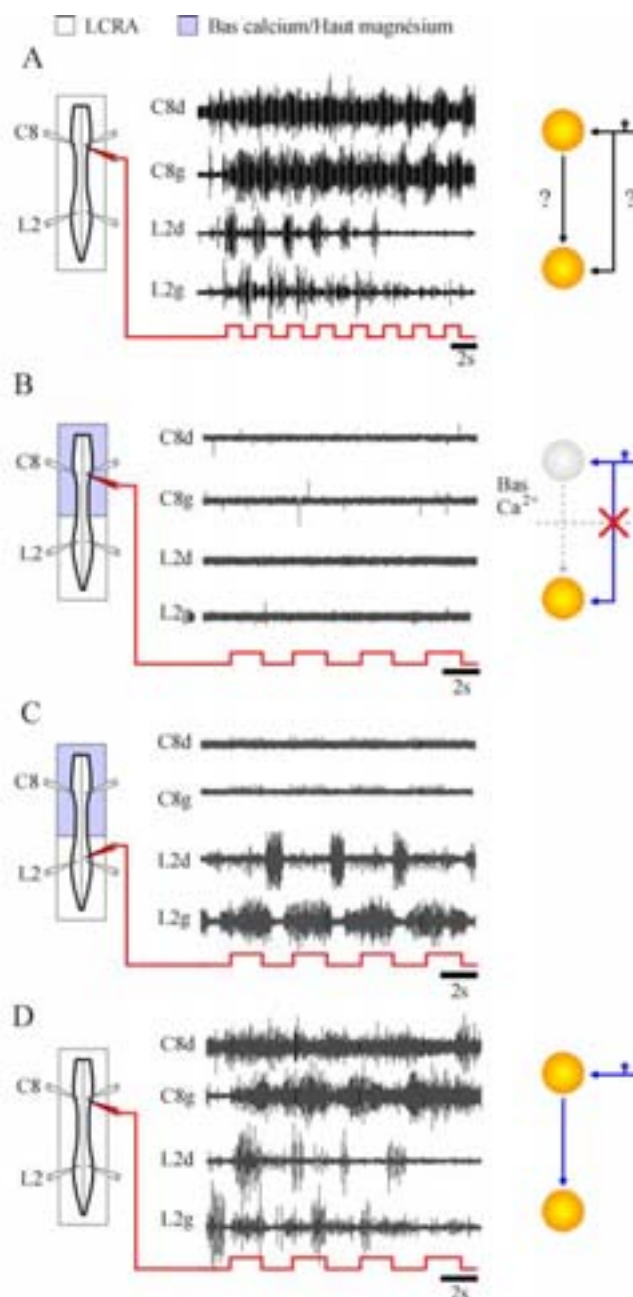 LCRA Bas calcium/Haut magnésium
A
C8
L2
C8d
C8g
L2d
L2g
? ?
2s
B
C8
L2
C8d
C8g
L2d
L2g
Bas
Ca²⁺
2s
C
C8
L2
C8d
C8g
L2d
L2g
2s
D
C8
L2
C8d
C8g
L2d
L2g
2s